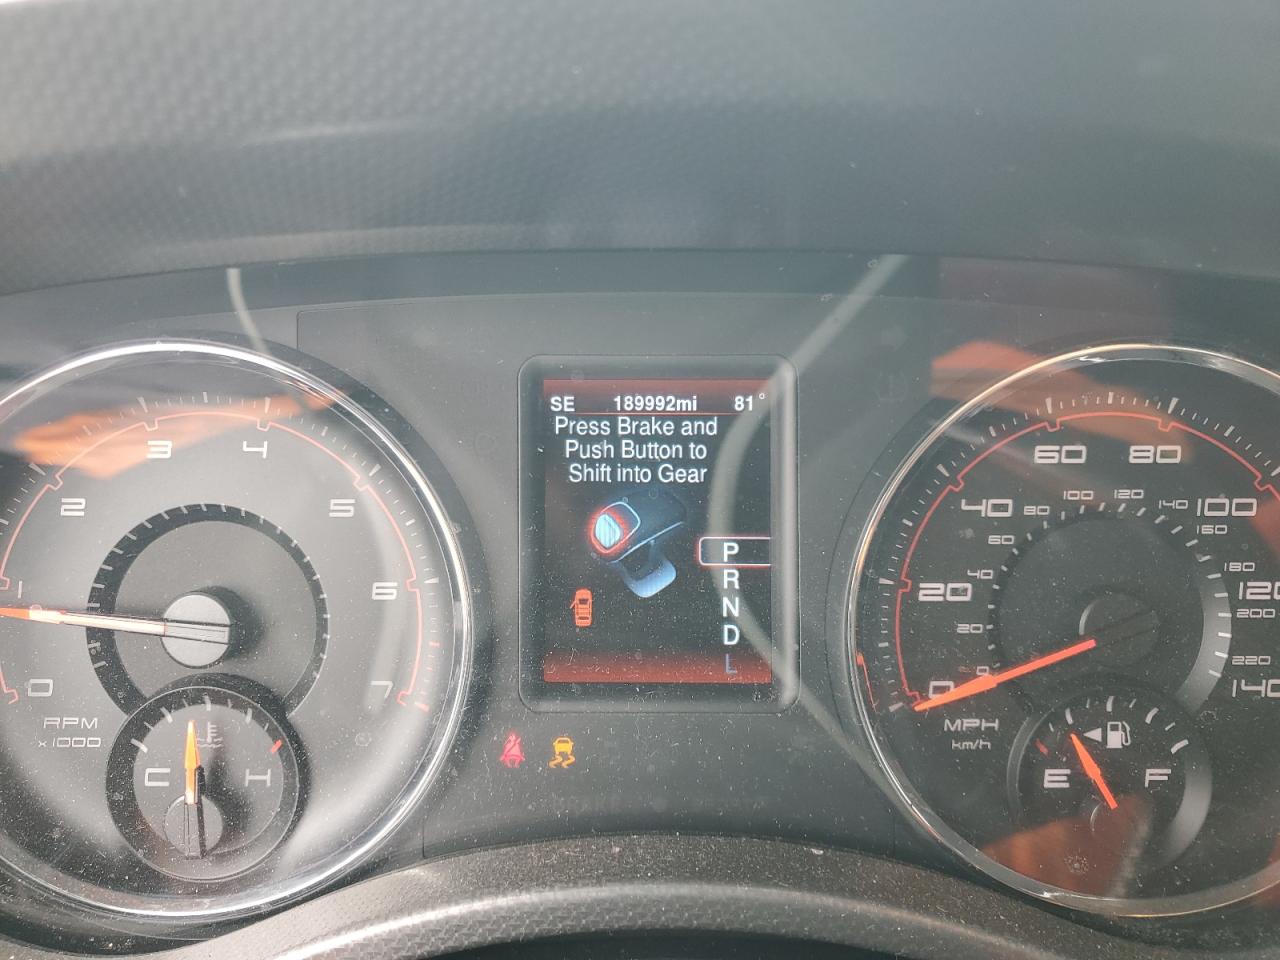 SE 189992mi 81°
Press Brake and
Push Button to
Shift into Gear
P
R
N
D
L
0
1
2
3
4
5
6
7
RPM
x1000
C H
0
20
40
60
80
100
120
140
0
20
40
60
80
100
120
140
160
180
200
220
MPH
km/h
E F